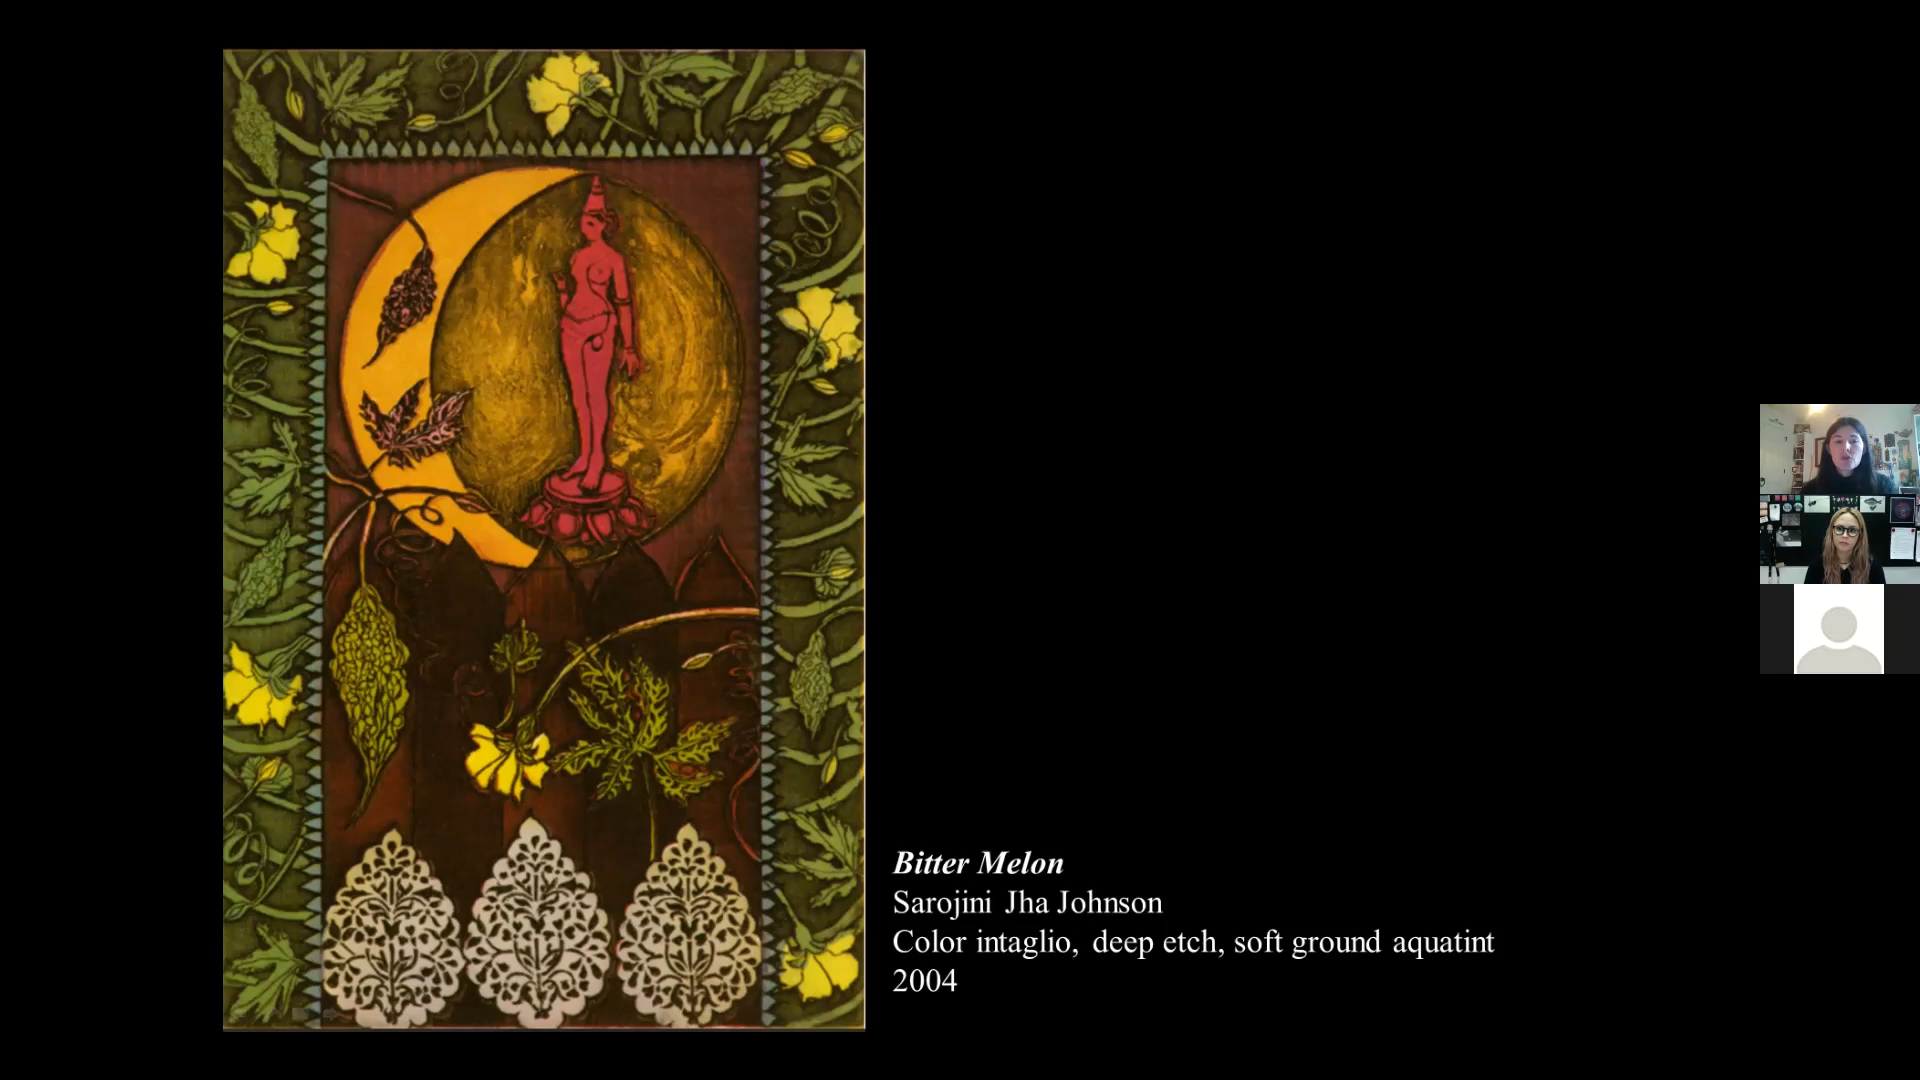 Bitter Melon
Sarojini Jha Johnson
Color intaglio, deep etch, soft ground aquatint
2004